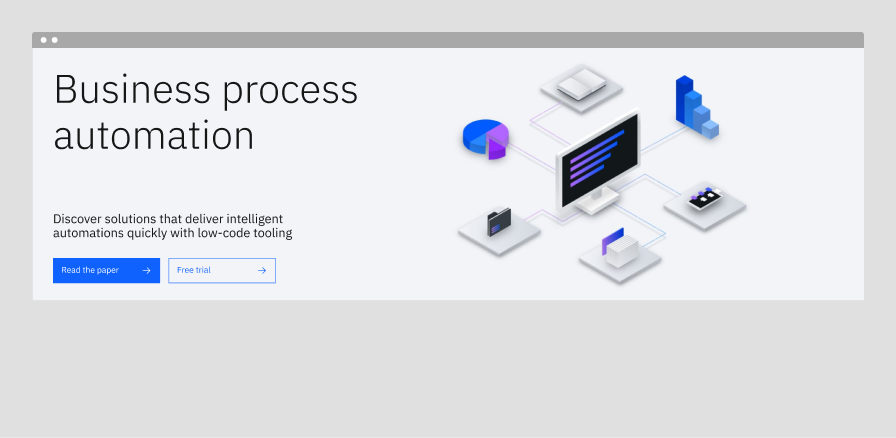 Business process
automation
Discover solutions that deliver intelligent
automations quickly with low-code tooling
Read the paper →
Free trial →